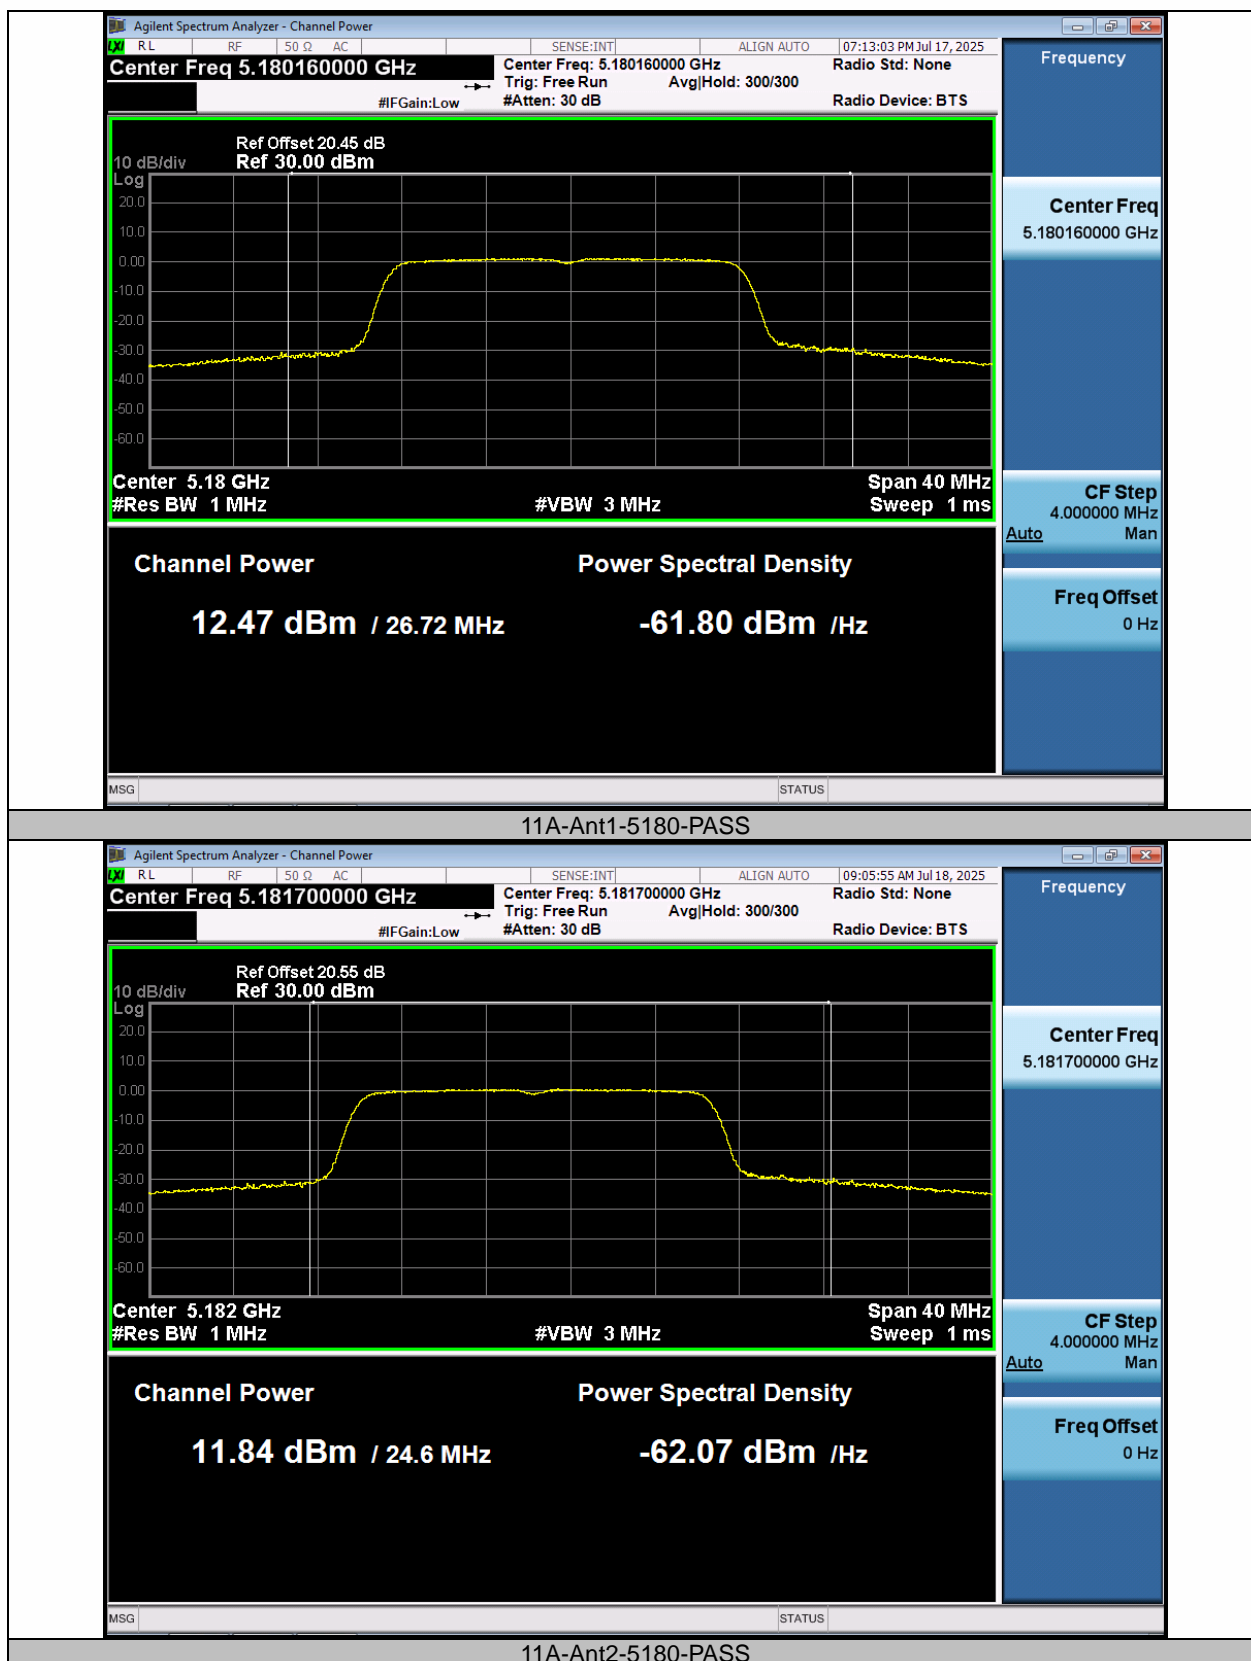 Agilent Spectrum Analyzer - Channel Power
LXI RL RF 50 Ω AC SENSE:INT ALIGN AUTO 07:13:03 PM Jul 17, 2025
Center Freq 5.180160000 GHz
Center Freq: 5.180160000 GHz Radio Std: None
Trig: Free Run Avg|Hold: 300/300
#IFGain:Low #Atten: 30 dB Radio Device: BTS
Frequency
Ref Offset 20.45 dB
10 dB/div Ref 30.00 dBm
Log
20.0
10.0
0.00
-10.0
-20.0
-30.0
-40.0
-50.0
-60.0
Center 5.18 GHz Span 40 MHz
#Res BW 1 MHz #VBW 3 MHz Sweep 1 ms
Center Freq
5.180160000 GHz
CF Step
4.000000 MHz
Auto Man
Freq Offset
0 Hz
Channel Power Power Spectral Density
12.47 dBm / 26.72 MHz -61.80 dBm /Hz
MSG STATUS
11A-Ant1-5180-PASS
Agilent Spectrum Analyzer - Channel Power
LXI RL RF 50 Ω AC SENSE:INT ALIGN AUTO 09:05:55 AM Jul 18, 2025
Center Freq 5.181700000 GHz
Center Freq: 5.181700000 GHz Radio Std: None
Trig: Free Run Avg|Hold: 300/300
#IFGain:Low #Atten: 30 dB Radio Device: BTS
Frequency
Ref Offset 20.55 dB
10 dB/div Ref 30.00 dBm
Log
20.0
10.0
0.00
-10.0
-20.0
-30.0
-40.0
-50.0
-60.0
Center 5.182 GHz Span 40 MHz
#Res BW 1 MHz #VBW 3 MHz Sweep 1 ms
Center Freq
5.181700000 GHz
CF Step
4.000000 MHz
Auto Man
Freq Offset
0 Hz
Channel Power Power Spectral Density
11.84 dBm / 24.6 MHz -62.07 dBm /Hz
MSG STATUS
11A-Ant2-5180-PASS